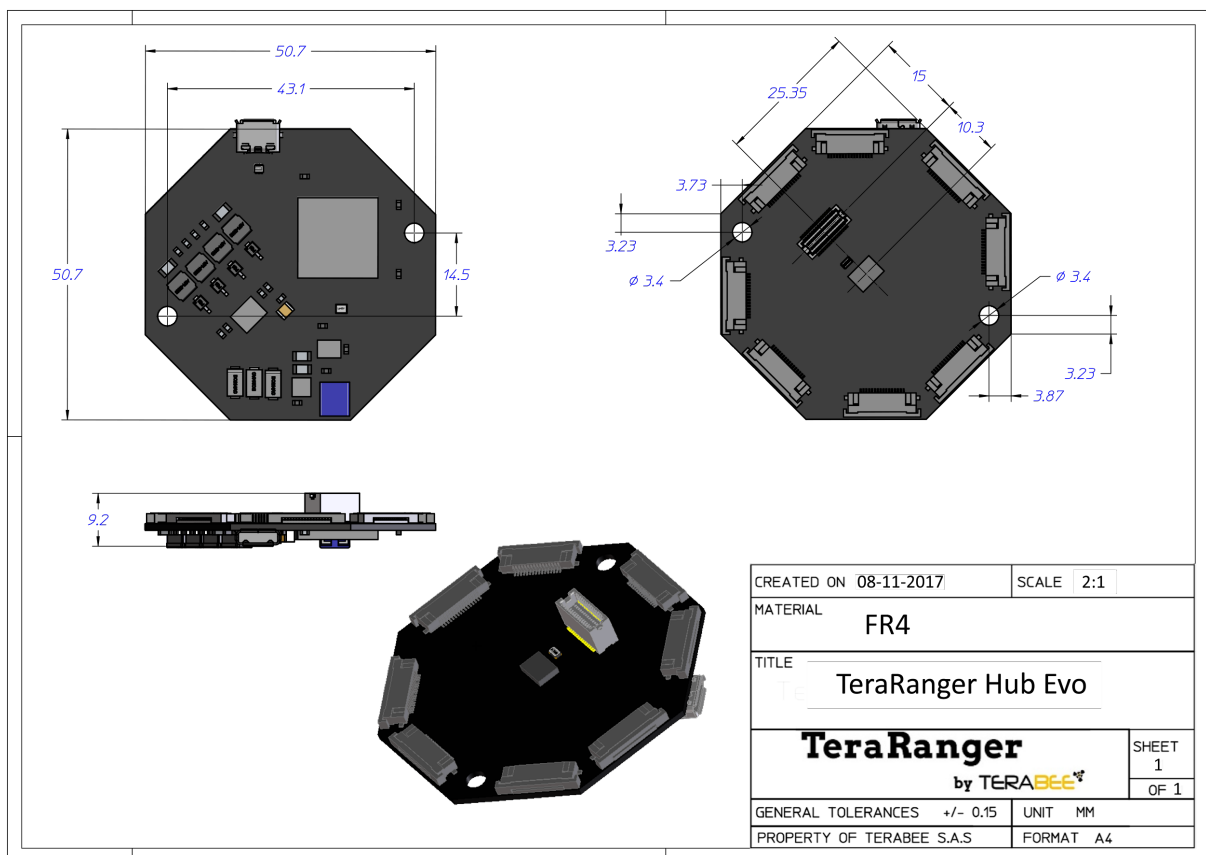 50.7
43.1
50.7
14.5
25.35
15
10.3
3.73
3.23
ϕ 3.4
ϕ 3.4
3.23
3.87
9.2
CREATED ON 08-11-2017
SCALE 2:1
MATERIAL
FR4
TITLE
TeraRanger Hub Evo
TeraRanger
by TERABEE
SHEET
1
OF 1
GENERAL TOLERANCES +/- 0.15
UNIT MM
PROPERTY OF TERABEE S.A.S
FORMAT A4